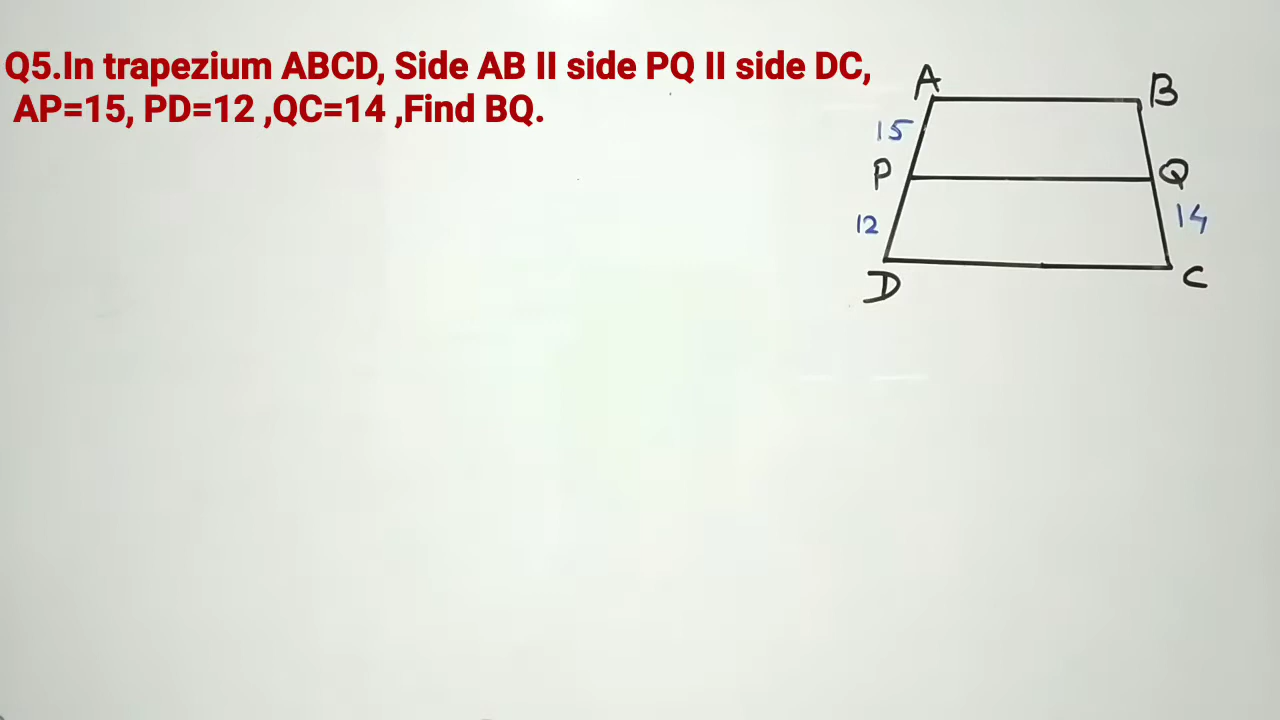 Q5.In trapezium ABCD, Side AB II side PQ II side DC,
AP=15, PD=12 ,QC=14 ,Find BQ.
A
B
15
P
Q
12
14
D
C